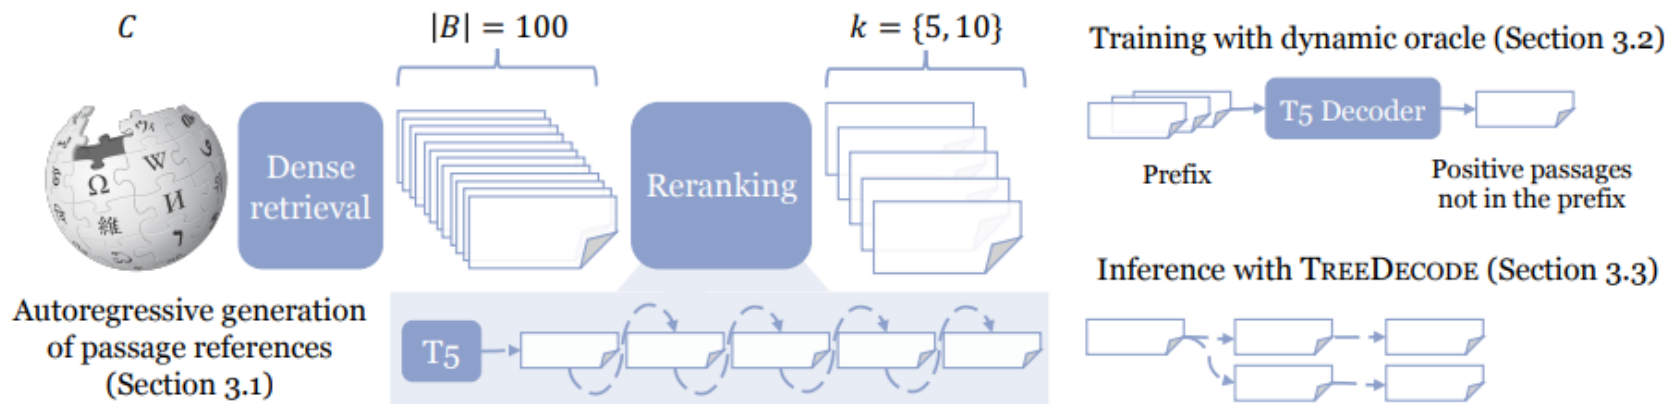 C
|B| = 100
k = {5, 10}
Dense
retrieval
Reranking
W
Ω
И
維
Autoregressive generation
of passage references
(Section 3.1)
T5
Training with dynamic oracle (Section 3.2)
T5 Decoder
Prefix
Positive passages
not in the prefix
Inference with TREEDECODE (Section 3.3)